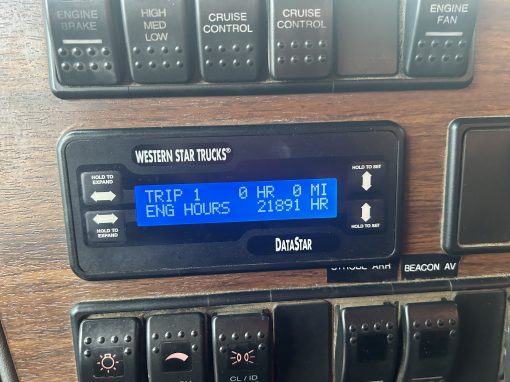 ENGINE BRAKE
HIGH MED LOW
CRUISE CONTROL
CRUISE CONTROL
ENGINE FAN
WESTERN STAR TRUCKS®
HOLD TO EXPAND
HOLD TO SET
TRIP 1 0 HR 0 MI
ENG HOURS 21891 HR
HOLD TO EXPAND
HOLD TO SET
DATASTAR
STROBE ARR
BEACON AV
CL/ID